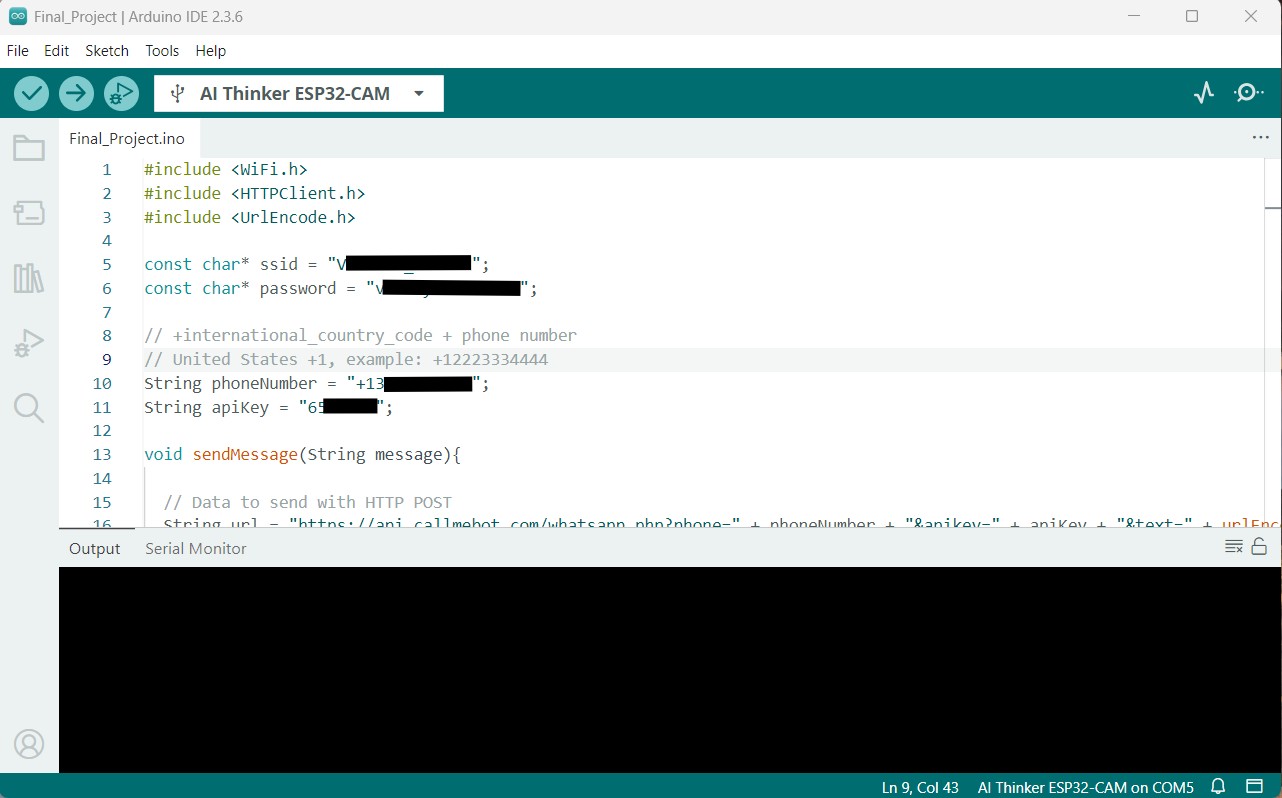 Final_Project | Arduino IDE 2.3.6
File Edit Sketch Tools Help
AI Thinker ESP32-CAM
Final_Project.ino
...
1 #include <WiFi.h>
2 #include <HTTPClient.h>
3 #include <UrlEncode.h>
4
5 const char* ssid = "V";
6 const char* password = "v";
7
8 // +international_country_code + phone number
9 // United States +1, example: +12223334444
10 String phoneNumber = "+13";
11 String apiKey = "65";
12
13 void sendMessage(String message){
14
15 // Data to send with HTTP POST
16 String url = "https://api.callmebot.com/whatsapp.php?phone=" + phoneNumber + "&apikey=" + apiKey + "&text=" + urlEnc
Output Serial Monitor
Ln 9, Col 43 AI Thinker ESP32-CAM on COM5